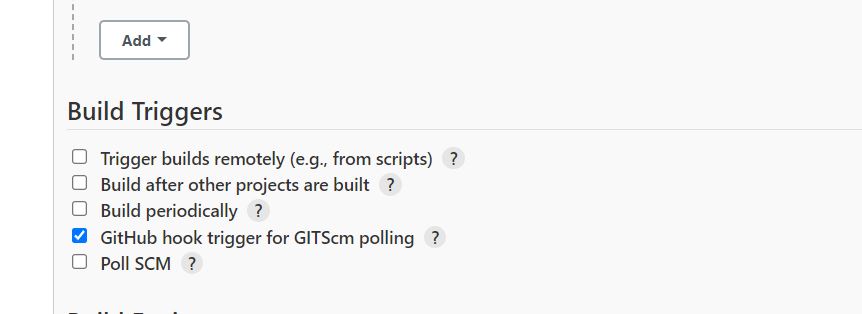 Add
Build Triggers
Trigger builds remotely (e.g., from scripts) ?
Build after other projects are built ?
Build periodically ?
GitHub hook trigger for GITScm polling ?
Poll SCM ?